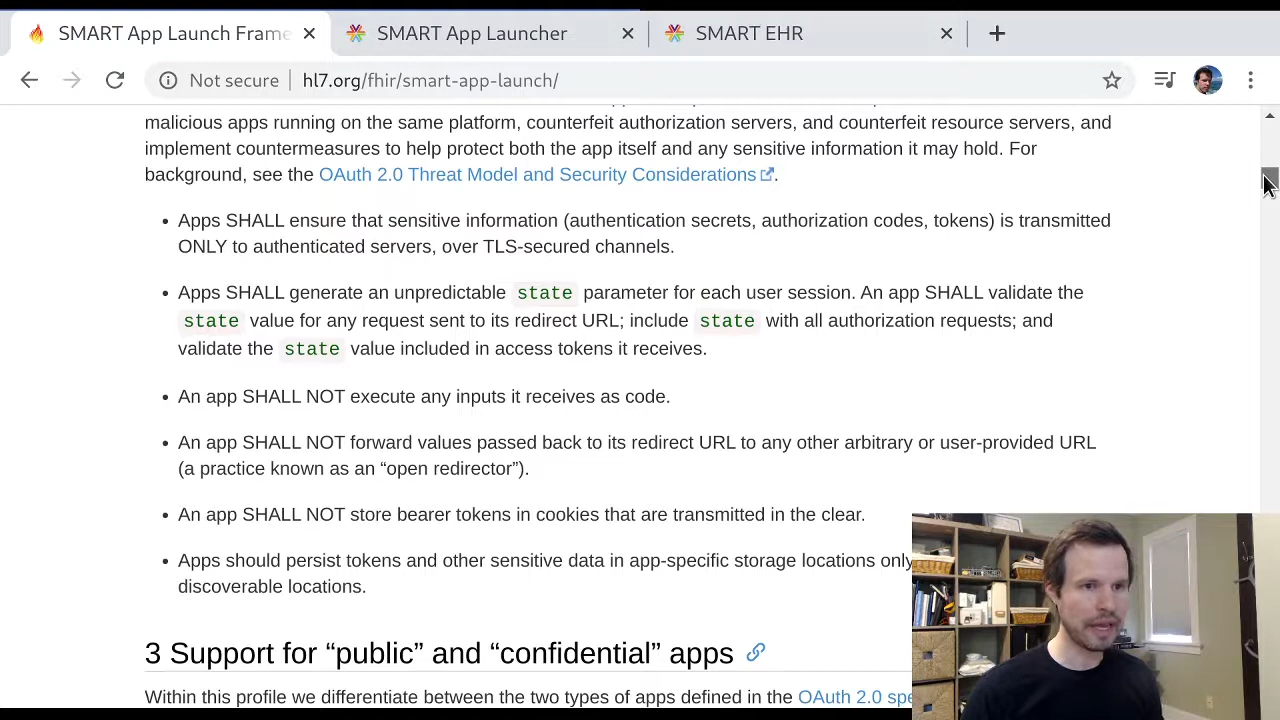 SMART App Launch Frame
SMART App Launcher
SMART EHR
Not secure
hl7.org/fhir/smart-app-launch/
malicious apps running on the same platform, counterfeit authorization servers, and counterfeit resource servers, and
implement countermeasures to help protect both the app itself and any sensitive information it may hold. For
background, see the OAuth 2.0 Threat Model and Security Considerations.
• Apps SHALL ensure that sensitive information (authentication secrets, authorization codes, tokens) is transmitted
ONLY to authenticated servers, over TLS-secured channels.
• Apps SHALL generate an unpredictable state parameter for each user session. An app SHALL validate the
state value for any request sent to its redirect URL; include state with all authorization requests; and
validate the state value included in access tokens it receives.
• An app SHALL NOT execute any inputs it receives as code.
• An app SHALL NOT forward values passed back to its redirect URL to any other arbitrary or user-provided URL
(a practice known as an “open redirector”).
• An app SHALL NOT store bearer tokens in cookies that are transmitted in the clear.
• Apps should persist tokens and other sensitive data in app-specific storage locations only
discoverable locations.
3 Support for “public” and “confidential” apps
Within this profile we differentiate between the two types of apps defined in the OAuth 2.0 spe